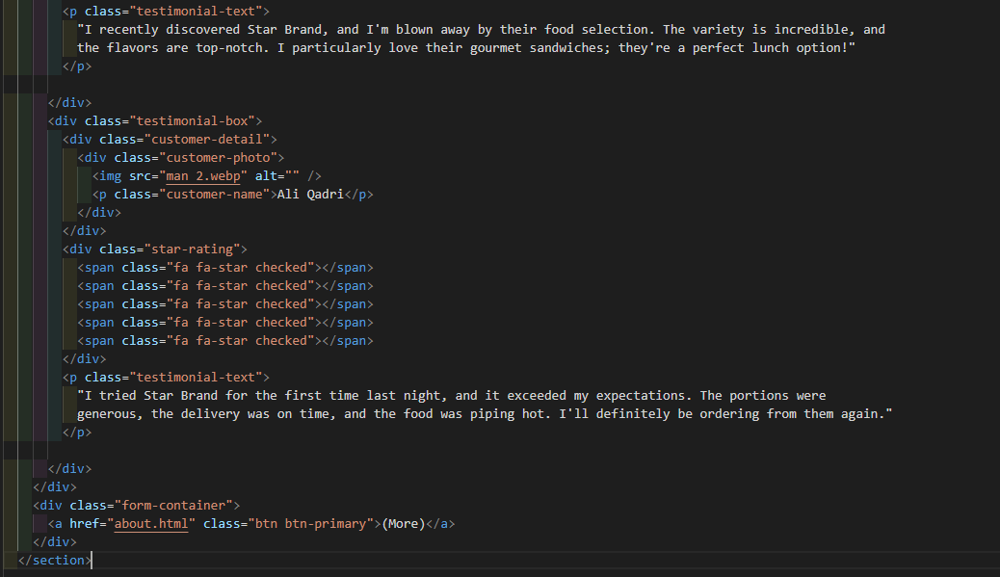 <p class="testimonial-text">
"I recently discovered Star Brand, and I'm blown away by their food selection. The variety is incredible, and
the flavors are top-notch. I particularly love their gourmet sandwiches; they're a perfect lunch option!"
</p>
</div>
<div class="testimonial-box">
<div class="customer-detail">
<div class="customer-photo">
<img src="man 2.webp" alt="" />
<p class="customer-name">Ali Qadri</p>
</div>
</div>
<div class="star-rating">
<span class="fa fa-star checked"></span>
<span class="fa fa-star checked"></span>
<span class="fa fa-star checked"></span>
<span class="fa fa-star checked"></span>
<span class="fa fa-star checked"></span>
</div>
<p class="testimonial-text">
"I tried Star Brand for the first time last night, and it exceeded my expectations. The portions were
generous, the delivery was on time, and the food was piping hot. I'll definitely be ordering from them again."
</p>
</div>
</div>
<div class="form-container">
<a href="about.html" class="btn btn-primary">(More)</a>
</div>
</section>